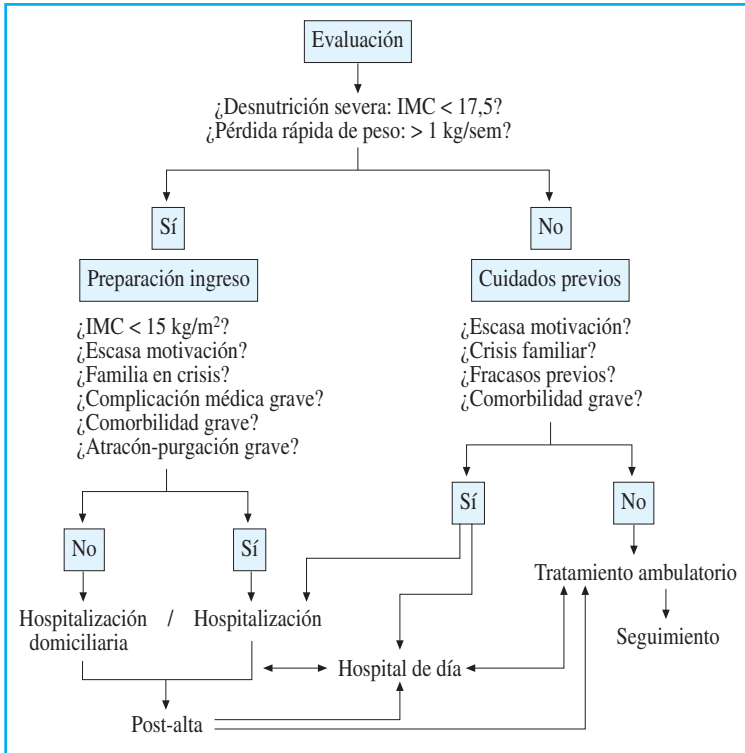 Evaluación
¿Desnutrición severa: IMC < 17,5?
¿Pérdida rápida de peso: > 1 kg/sem?
Sí
No
Preparación ingreso
Cuidados previos
¿IMC < 15 kg/m²?
¿Escasa motivación?
¿Familia en crisis?
¿Complicación médica grave?
¿Comorbilidad grave?
¿Atracón-purgación grave?
¿Escasa motivación?
¿Crisis familiar?
¿Fracasos previos?
¿Comorbilidad grave?
No
Sí
Sí
No
Hospitalización
domiciliaria
/
Hospitalización
Tratamiento ambulatorio
Seguimiento
Hospital de día
Post-alta